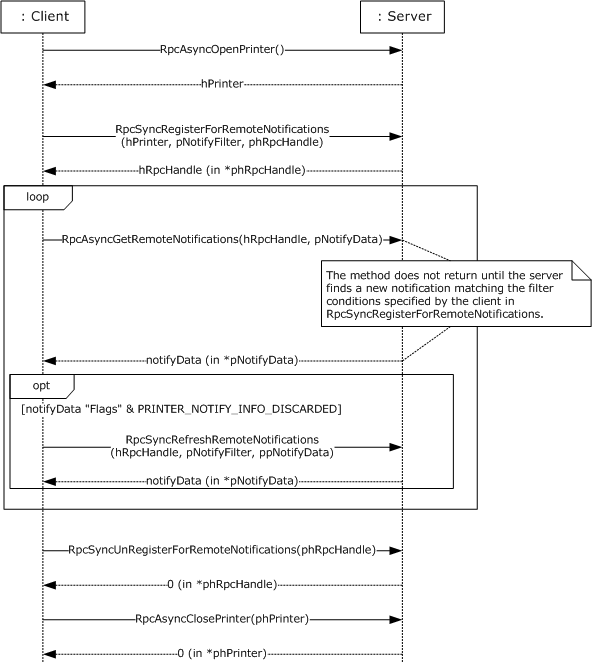 : Client
: Server
RpcAsyncOpenPrinter()
hPrinter
RpcSyncRegisterForRemoteNotifications
(hPrinter, pNotifyFilter, phRpcHandle)
hRpcHandle (in *phRpcHandle)
loop
RpcAsyncGetRemoteNotifications(hRpcHandle, pNotifyData)
The method does not return until the server
finds a new notification matching the filter
conditions specified by the client in
RpcSyncRegisterForRemoteNotifications.
notifyData (in *pNotifyData)
opt
[notifyData "Flags" & PRINTER_NOTIFY_INFO_DISCARDED]
RpcSyncRefreshRemoteNotifications
(hRpcHandle, pNotifyFilter, ppNotifyData)
notifyData (in *pNotifyData)
RpcSyncUnRegisterForRemoteNotifications(phRpcHandle)
0 (in *phRpcHandle)
RpcAsyncClosePrinter(phPrinter)
0 (in *phPrinter)